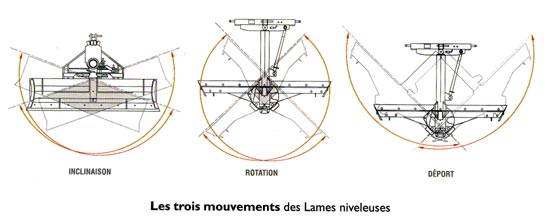 INCLINAISON
ROTATION
DÉPORT
Les trois mouvements des Lames niveleuses